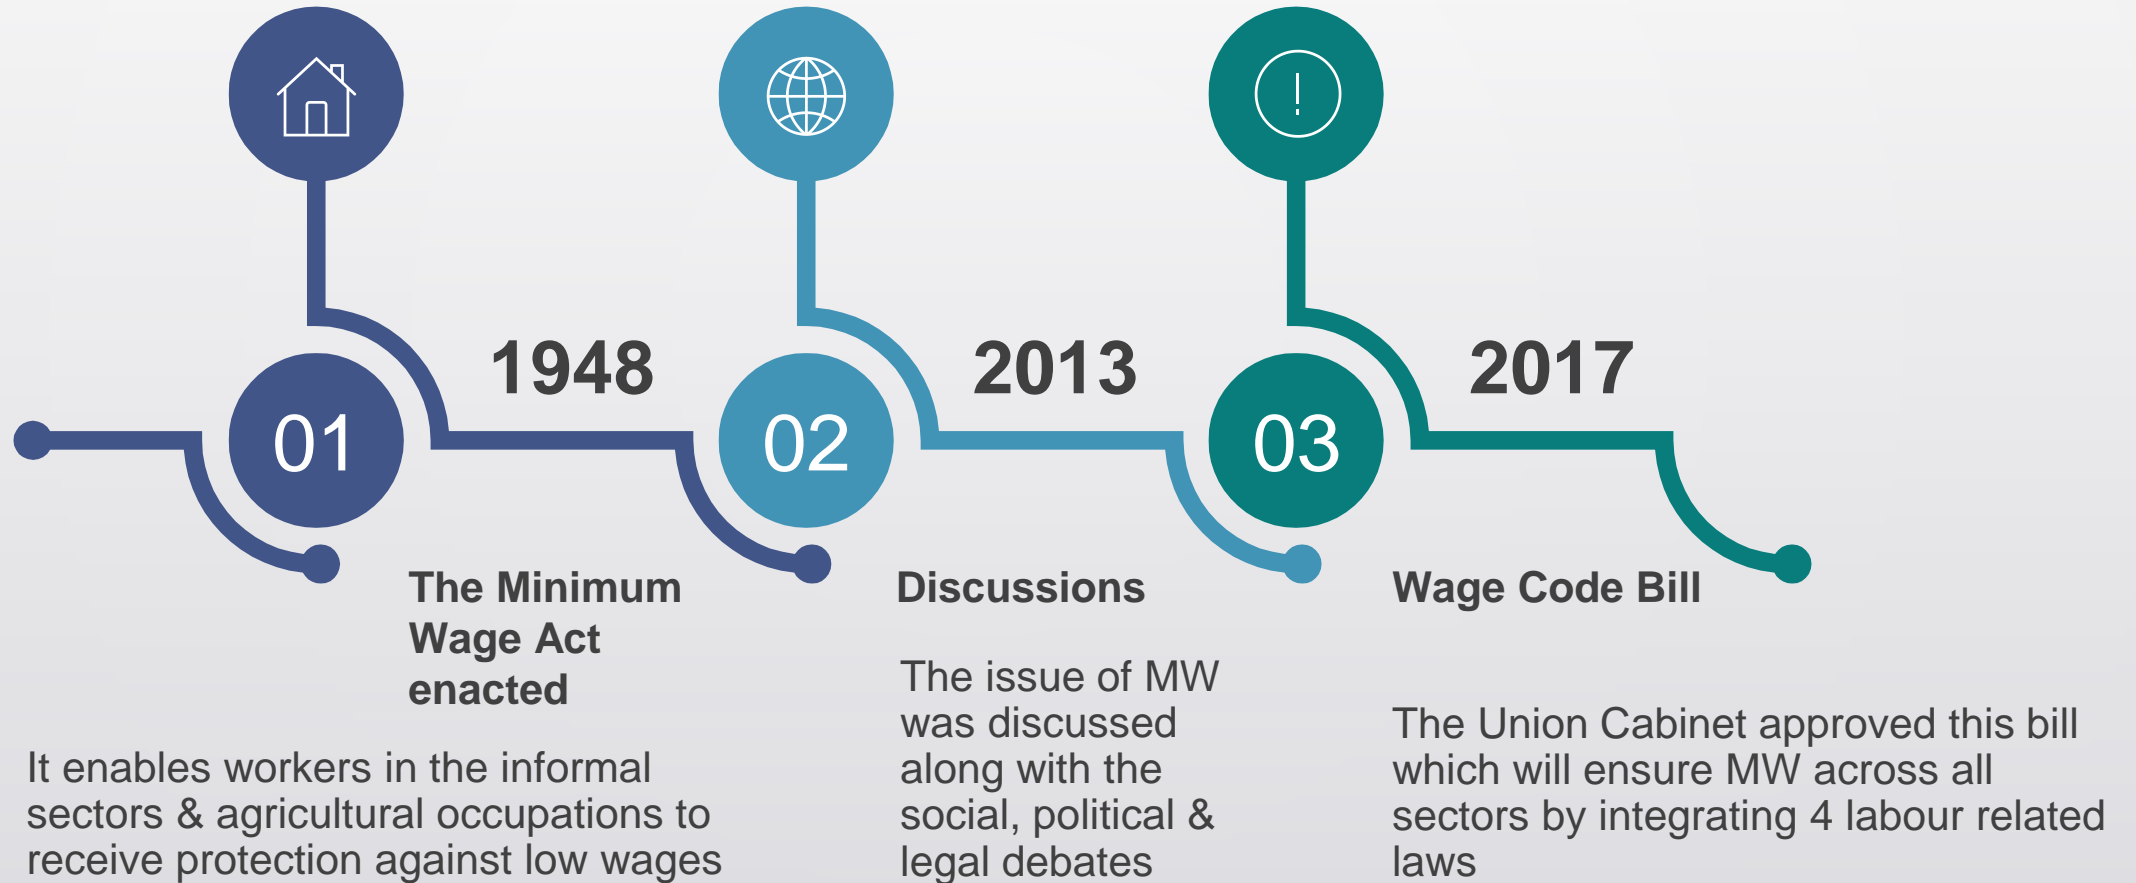 01
1948
The Minimum
Wage Act
enacted
It enables workers in the informal
sectors & agricultural occupations to
receive protection against low wages
02
2013
Discussions
The issue of MW
was discussed
along with the
social, political &
legal debates
03
2017
Wage Code Bill
The Union Cabinet approved this bill
which will ensure MW across all
sectors by integrating 4 labour related
laws